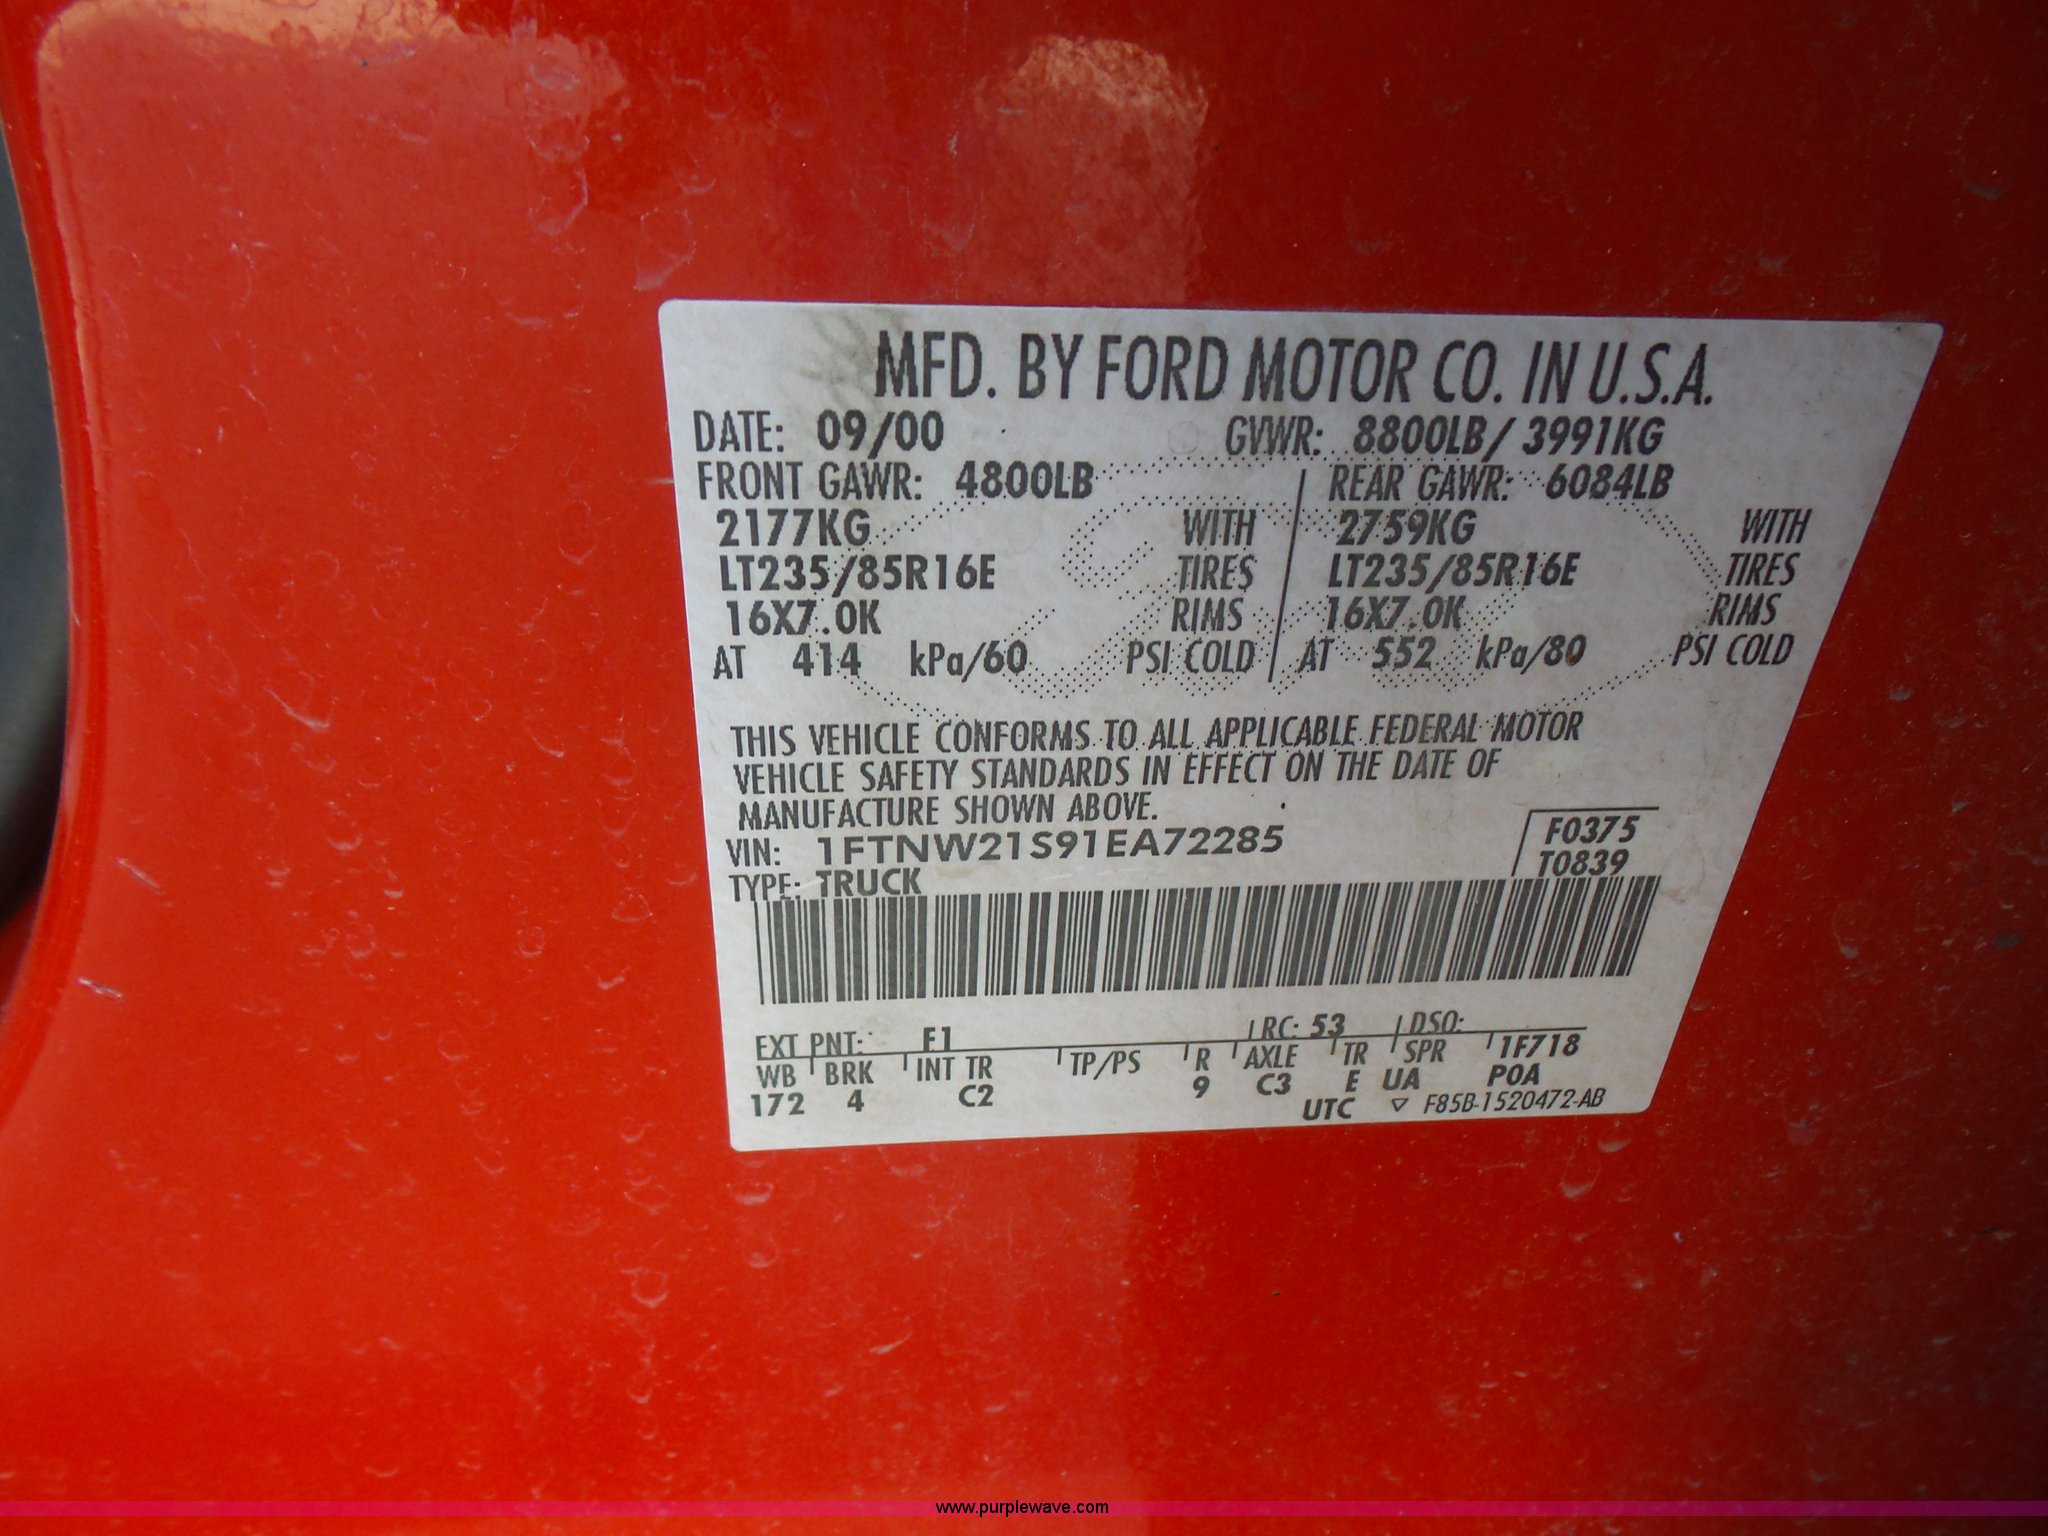 MFD. BY FORD MOTOR CO. IN U.S.A.
DATE: 09/00 GVWR: 8800LB/ 3991KG
FRONT GAWR: 4800LB REAR GAWR: 6084LB
2177KG WITH 2759KG WITH
LT235/85R16E TIRES LT235/85R16E TIRES
16X7.0K RIMS 16X7.0K RIMS
AT 414 kPa/60 PSI COLD AT 552 kPa/80 PSI COLD
THIS VEHICLE CONFORMS TO ALL APPLICABLE FEDERAL MOTOR
VEHICLE SAFETY STANDARDS IN EFFECT ON THE DATE OF
MANUFACTURE SHOWN ABOVE.
VIN: 1FTNW21S91EA72285 F0375
TYPE: TRUCK T0839
EXT PNT: F1 RC: 53 DSO:
WB BRK INT TR TP/PS R AXLE TR SPR 1F718
172 4 C2 9 C3 E UA P0A
UTC ▽ F85B-1520472-AB
www.purplewave.com